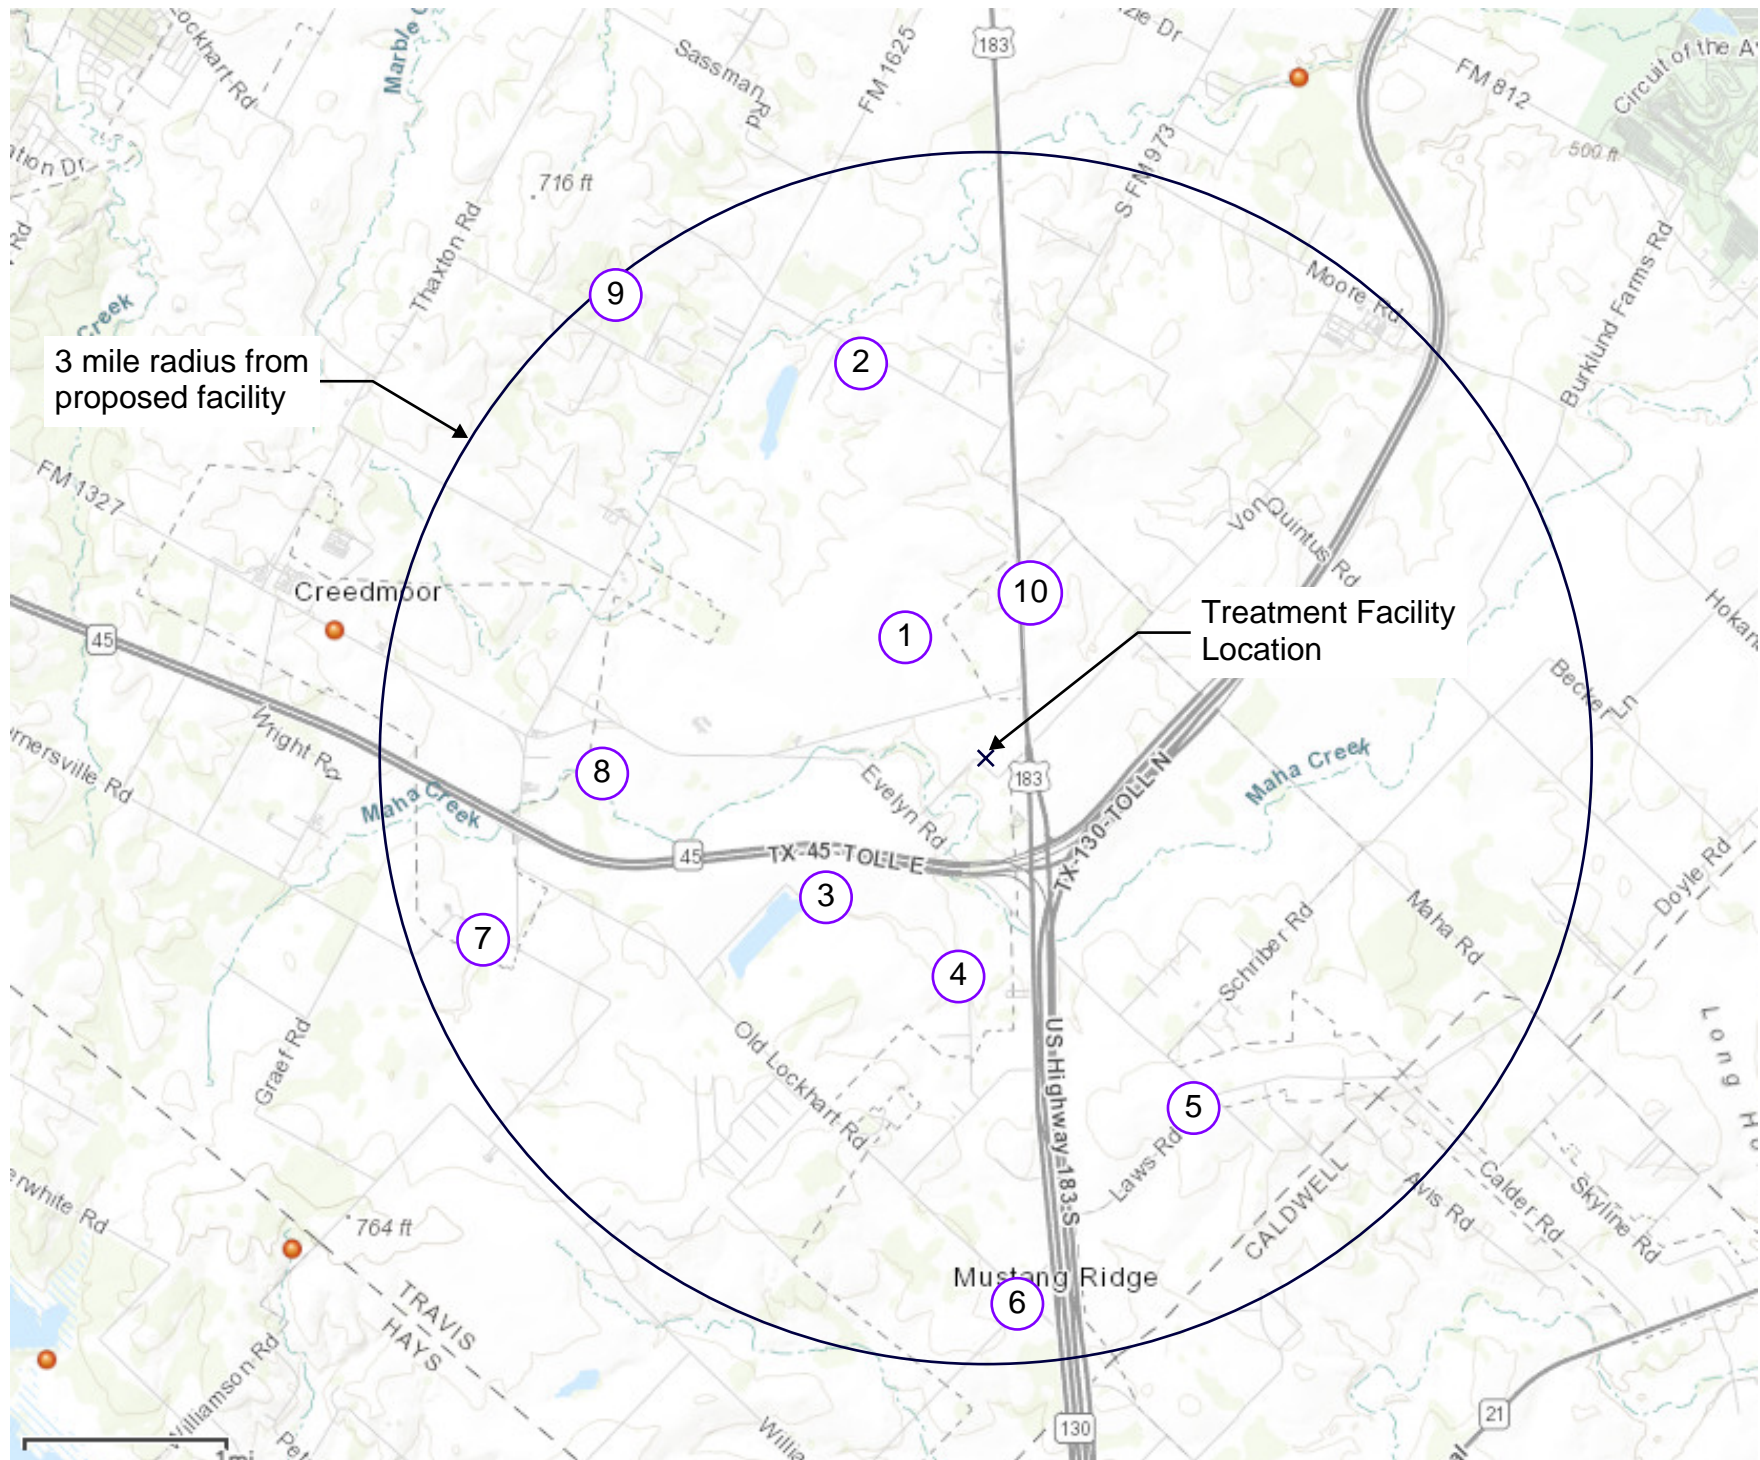 Lockhart Rd
Marble
Sassman Rd
FM 1625
183
FM 812
Circuit of the
500 ft
Dr
716 ft
S FM 973
Thaxton Rd
Rd
Moore Rd
Burklund Farms Rd
9
Creek
2
3 mile radius from
proposed facility
FM 1327
Von Quintus Rd
Creedmoor
10
Treatment Facility
Location
1
45
Becker Ln
Wright Rd
Maha Creek
183
8
Evelyn Rd
TX-130-TOLL N
Maha Creek
45
TX-45-TOLL-E
3
Doyle Rd
Maha Rd
7
Schriber Rd
4
Long
Graef Rd
Old Lockhart Rd
US Highway 183 S
5
Laws Rd
CALDWELL
Avis Rd
Calder Rd
Skyline Rd
764 ft
Rd
Mustang Ridge
6
TRAVIS
HAYS
Williamson Rd
21
130